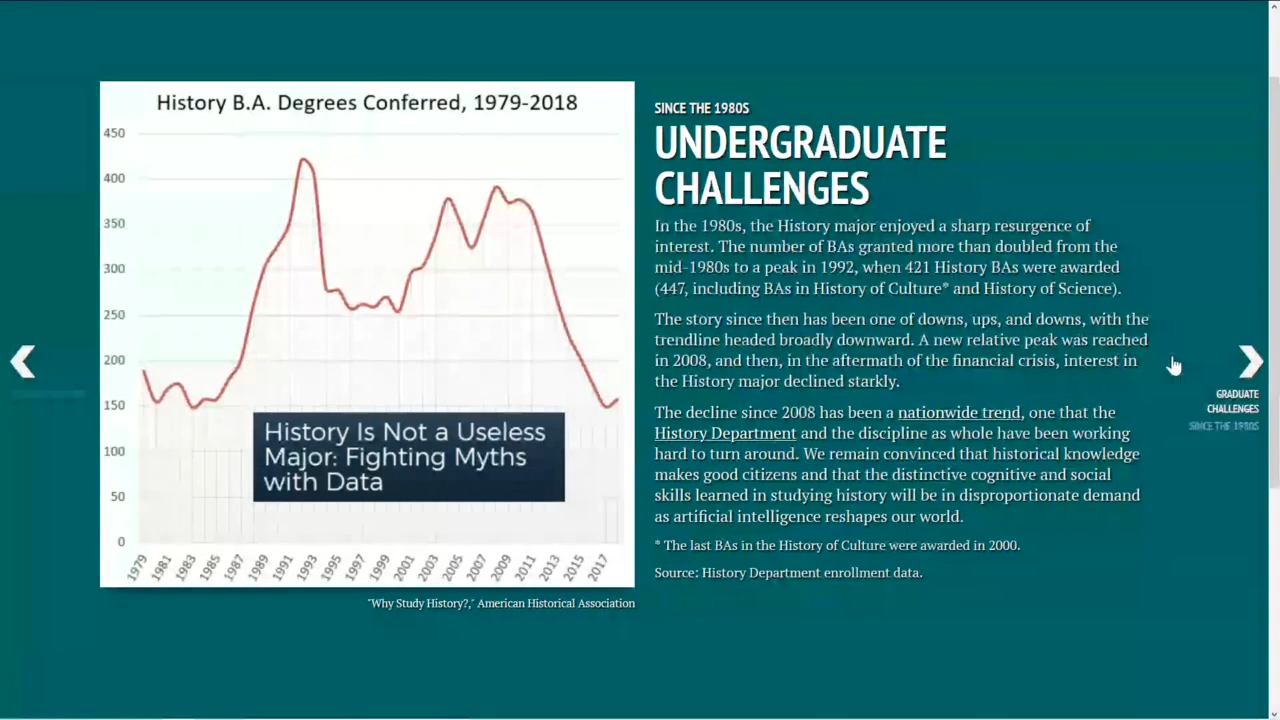 History B.A. Degrees Conferred, 1979-2018
450
400
350
300
250
200
150
100
50
0
1979
1981
1983
1985
1987
1989
1991
1993
1995
1997
1999
2001
2003
2005
2007
2009
2011
2013
2015
2017
History Is Not a Useless
Major: Fighting Myths
with Data
"Why Study History?," American Historical Association
SINCE THE 1980S
UNDERGRADUATE
CHALLENGES
In the 1980s, the History major enjoyed a sharp resurgence of
interest. The number of BAs granted more than doubled from the
mid-1980s to a peak in 1992, when 421 History BAs were awarded
(447, including BAs in History of Culture* and History of Science).
The story since then has been one of downs, ups, and downs, with the
trendline headed broadly downward. A new relative peak was reached
in 2008, and then, in the aftermath of the financial crisis, interest in
the History major declined starkly.
The decline since 2008 has been a nationwide trend, one that the
History Department and the discipline as whole have been working
hard to turn around. We remain convinced that historical knowledge
makes good citizens and that the distinctive cognitive and social
skills learned in studying history will be in disproportionate demand
as artificial intelligence reshapes our world.
* The last BAs in the History of Culture were awarded in 2000.
Source: History Department enrollment data.
GRADUATE
CHALLENGES
SINCE THE 1980S